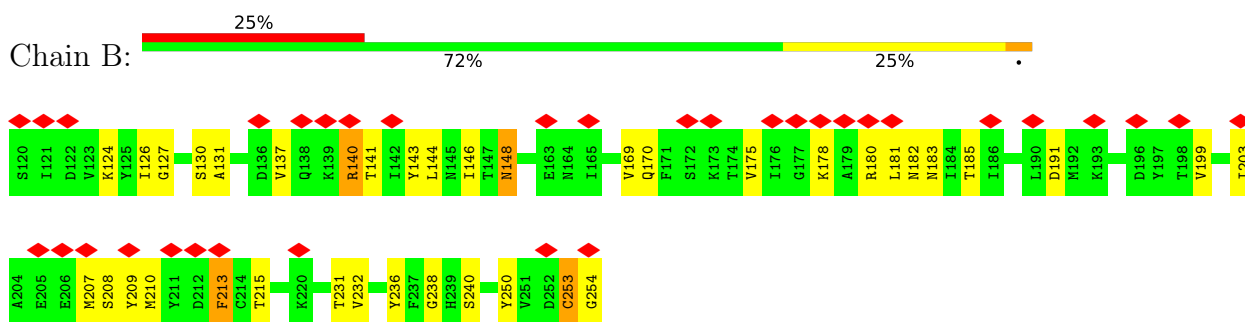 25%
Chain B:
72% 25% •
S120 I121 D122 V123 K124 Y125 I126 G127 S130 A131 D136 V137 Q138 K139 R140 T141 I142 Y143 L144 N145 I146 T147 N148 E163 N164 I165 V169 Q170 F171 S172 K173 T174 V175 I176 G177 K178 A179 R180 L181 N182 N183 I184 T185 I186 L190 D191 M192 K193 D196 Y197 T198 V199
A204 E205 E206 M207 S208 Y209 M210 Y211 D212 F213 C214 T215 K220 T231 V232 Y236 F237 G238 H239 S240 Y250 V251 D252 C253 G254